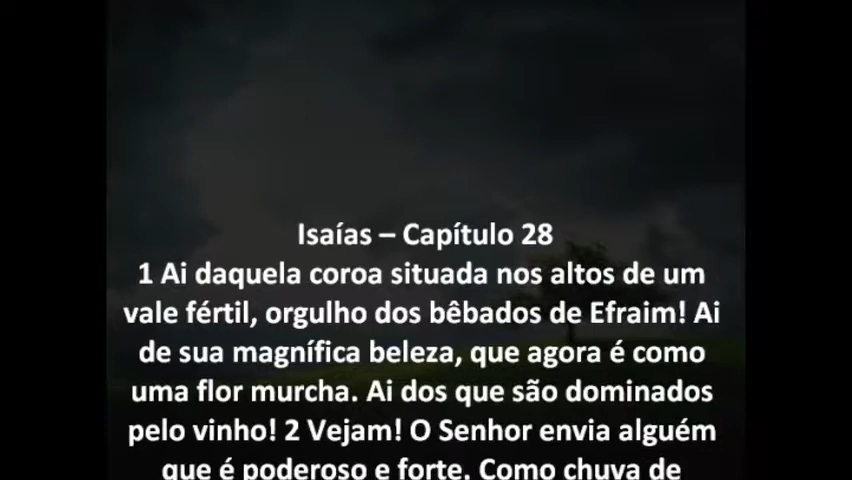 Isaías – Capítulo 28
1 Ai daquela coroa situada nos altos de um
vale fértil, orgulho dos bêbados de Efraim! Ai
de sua magnífica beleza, que agora é como
uma flor murcha. Ai dos que são dominados
pelo vinho! 2 Vejam! O Senhor envia alguém
que é poderoso e forte. Como chuva de